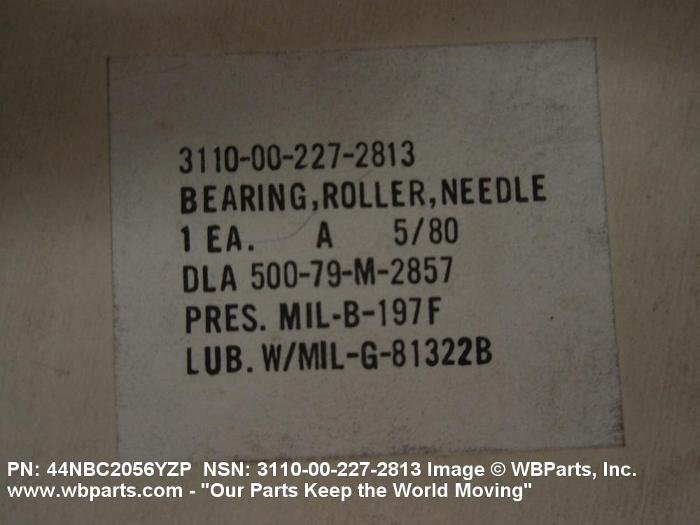 3110-00-227-2813
BEARING,ROLLER,NEEDLE
1 EA. A 5/80
DLA 500-79-M-2857
PRES. MIL-B-197F
LUB. W/MIL-G-81322B
PN: 44NBC2056YZP NSN: 3110-00-227-2813 Image © WBParts, Inc.
www.wbparts.com - "Our Parts Keep the World Moving"